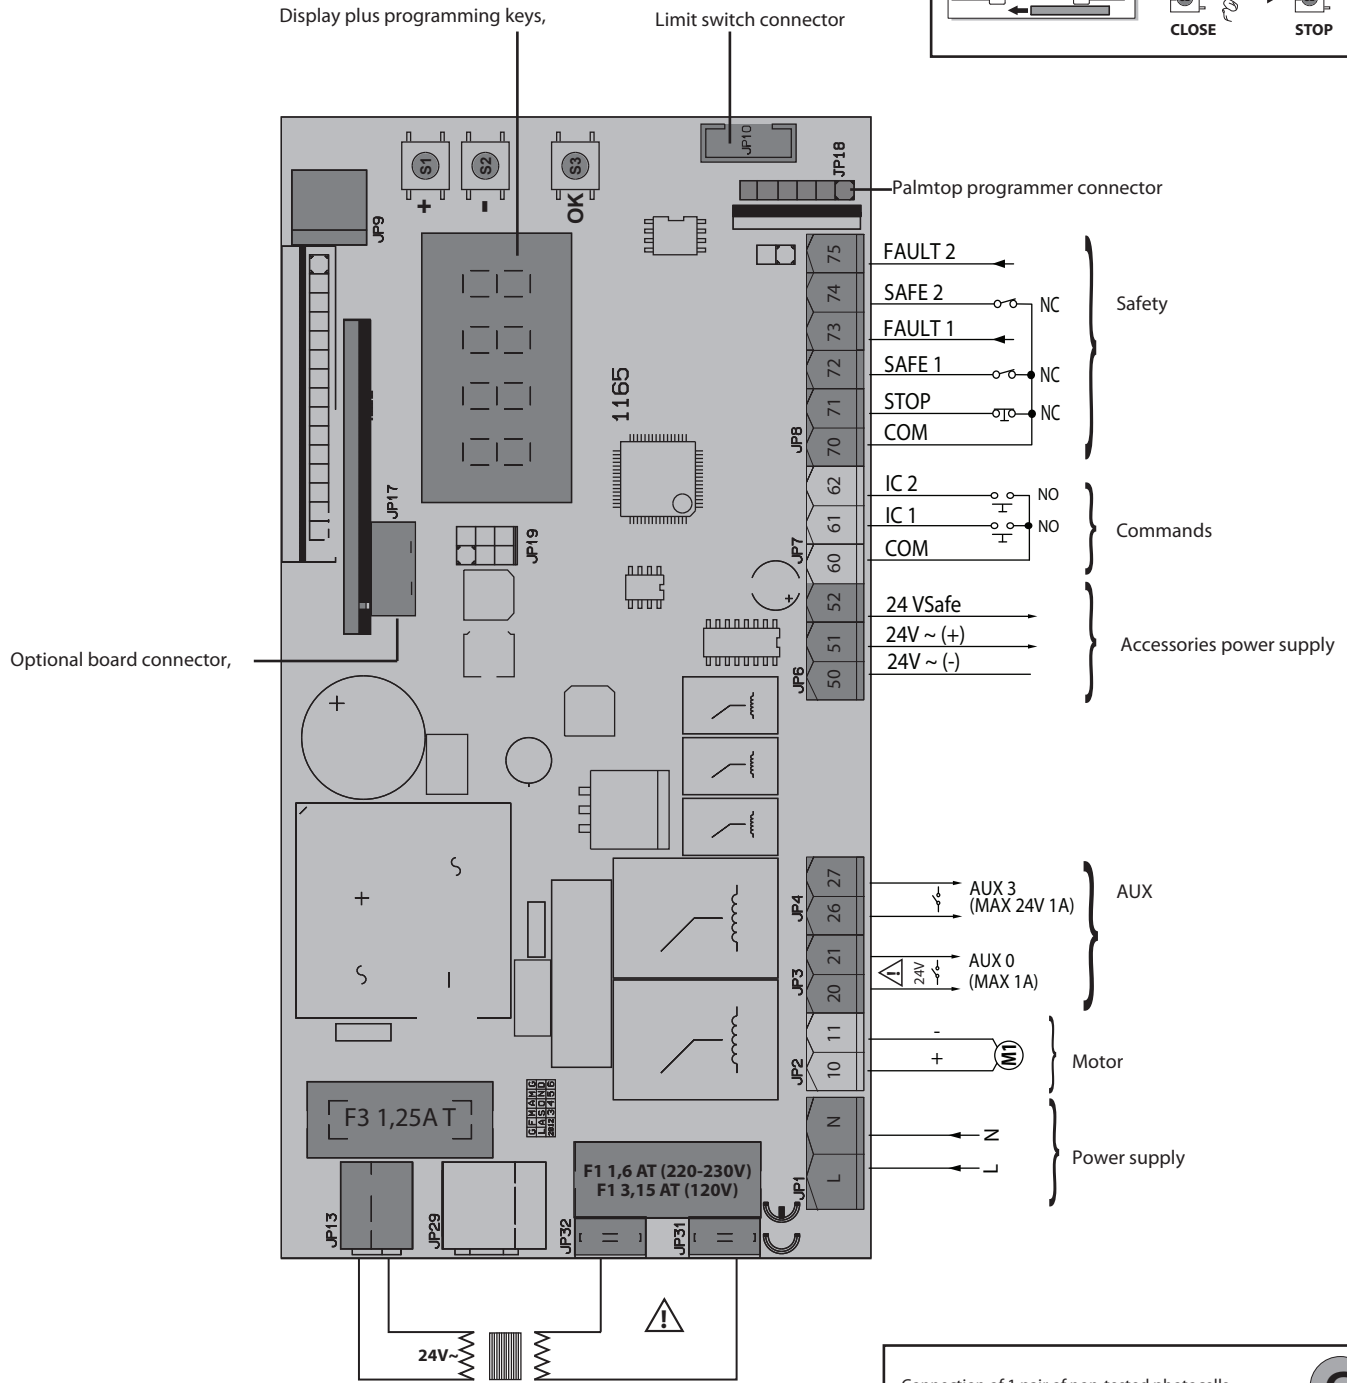 Display plus programming keys,
Limit switch connector
CLOSE
STOP
JP10
S1
S2
S3
+
-
OK
JP18
Palmtop programmer connector
JP9
75
FAULT 2
74
SAFE 2
NC
Safety
73
FAULT 1
72
SAFE 1
NC
1165
71
STOP
NC
JP8
70
COM
62
IC 2
NO
JP17
61
IC 1
NO
Commands
JP19
JP7
60
COM
+
52
24 VSafe
51
24V ~ (+)
Accessories power supply
Optional board connector,
JP6
50
24V ~ (-)
+
27
AUX 3
(MAX 24V 1A)
AUX
JP4
26
+
21
24V
AUX 0
(MAX 1A)
JP3
20
11
-
M1
Motor
JP2
10
+
F3 1,25A T
GFMAMG
LASOND
N
N
F1 1,6 AT (220-230V)
F1 3,15 AT (120V)
JP1
L
L
Power supply
JP13
JP29
JP32
JP31
CE
!
24V~